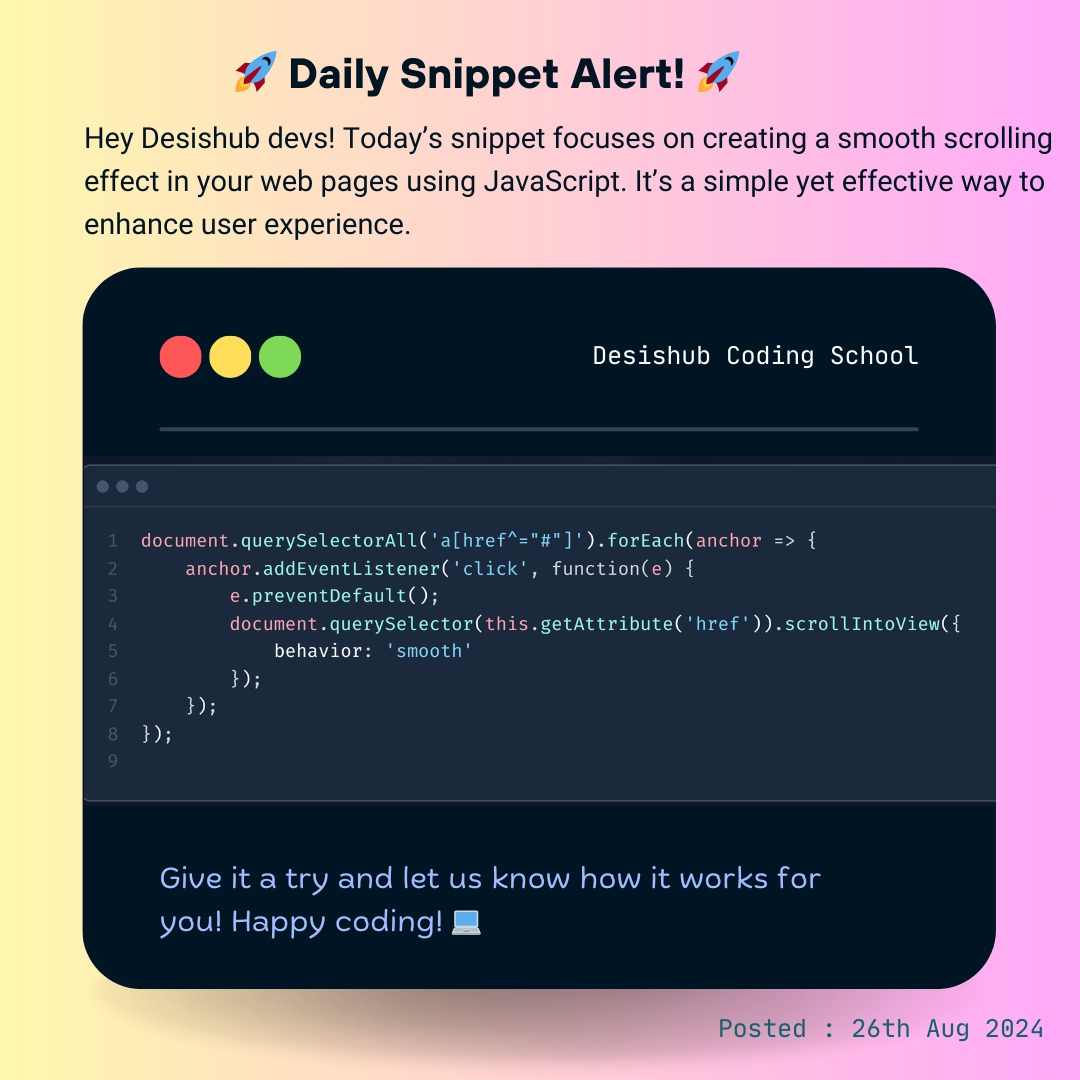 🚀 Daily Snippet Alert! 🚀
Hey Desishub devs! Today’s snippet focuses on creating a smooth scrolling
effect in your web pages using JavaScript. It’s a simple yet effective way to
enhance user experience.
Desishub Coding School
1 document.querySelectorAll('a[href^="#"]').forEach(anchor => {
2     anchor.addEventListener('click', function(e) {
3         e.preventDefault();
4         document.querySelector(this.getAttribute('href')).scrollIntoView({
5             behavior: 'smooth'
6         });
7     });
8 });
9
Give it a try and let us know how it works for
you! Happy coding! 💻
Posted : 26th Aug 2024